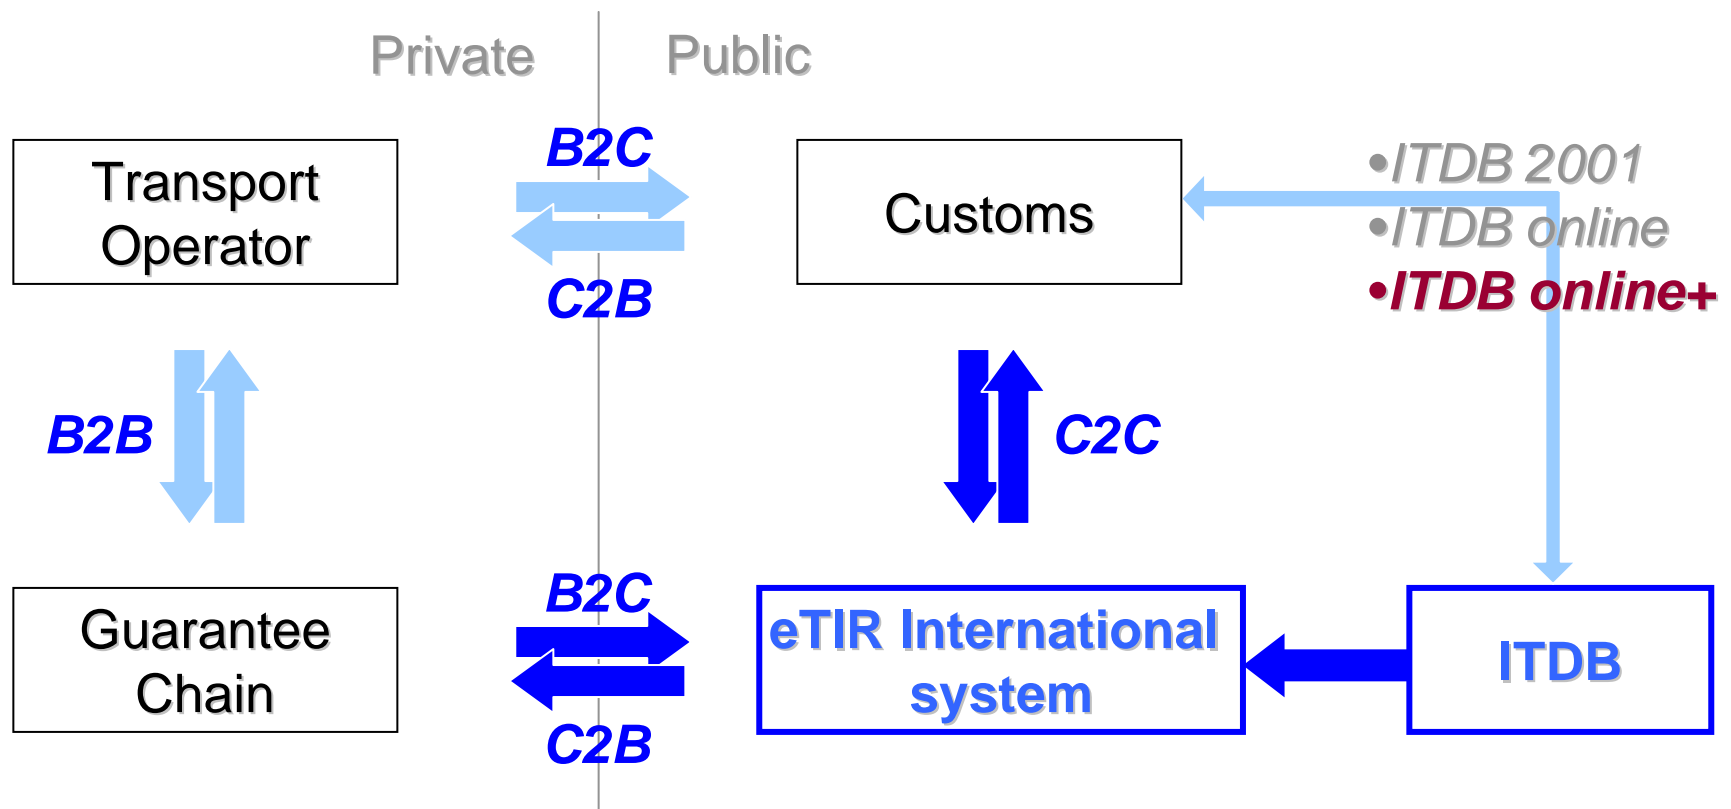 Private
Public
B2C
Transport
Operator
Customs
•ITDB 2001
•ITDB online
•ITDB online+
C2B
B2B
C2C
B2C
Guarantee
Chain
eTIR International
system
ITDB
C2B